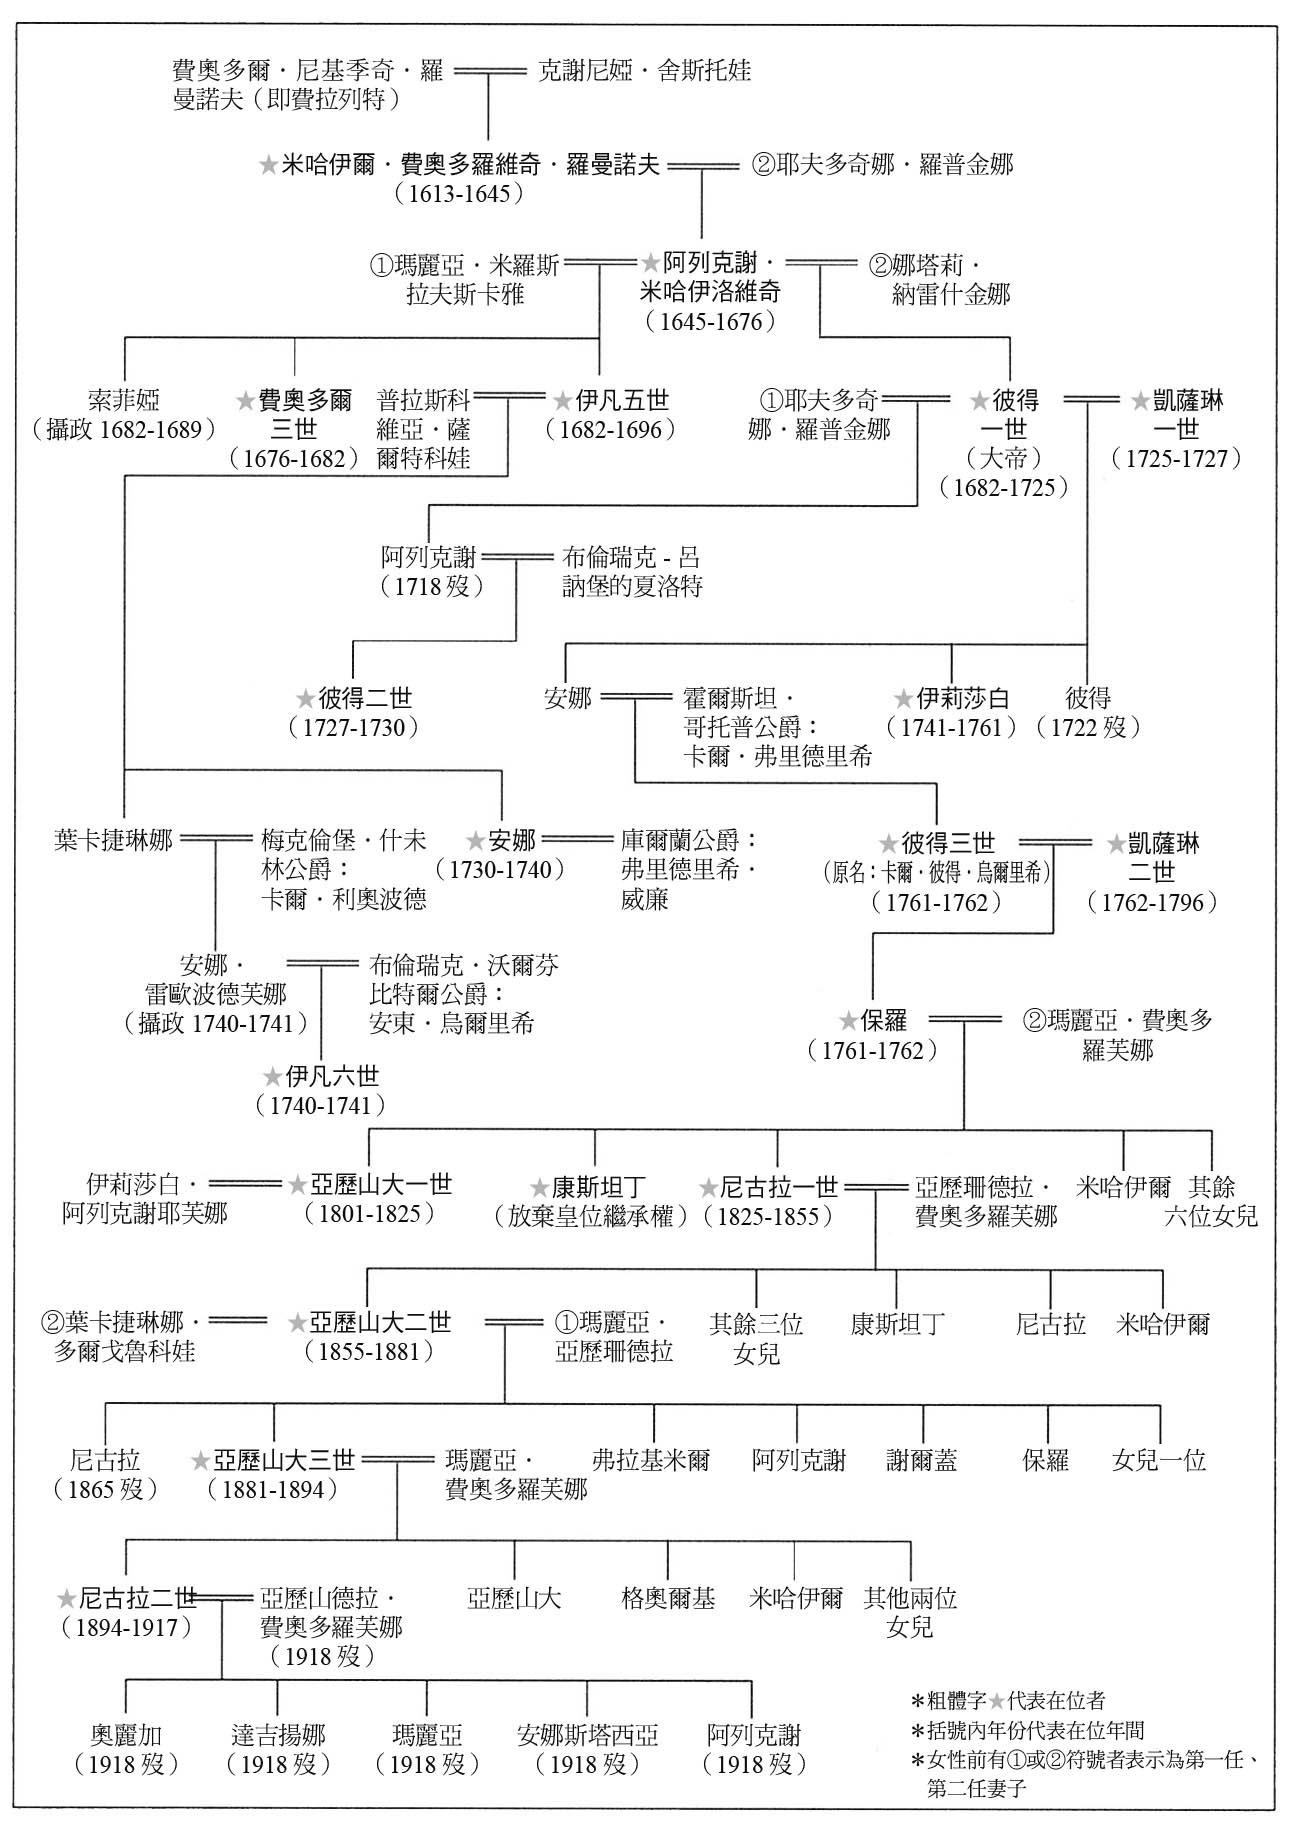 費奧多爾・尼基季奇・羅
曼諾夫（即費拉列特）
克謝尼婭・舍斯托娃
★米哈伊爾・費奧多羅維奇・羅曼諾夫
（1613-1645）
②耶夫多奇娜・羅普金娜
①瑪麗亞・米羅斯
拉夫斯卡雅
★阿列克謝・
米哈伊洛維奇
（1645-1676）
②娜塔莉・
納雷什金娜
索菲婭
（攝政 1682-1689）
★費奧多爾
三世
（1676-1682）
普拉斯科
維亞・薩
爾特科娃
★伊凡五世
（1682-1696）
①耶夫多奇
娜・羅普金娜
★彼得
一世
（大帝）
（1682-1725）
★凱薩琳
一世
（1725-1727）
阿列克謝
（1718 歿）
布倫瑞克 - 呂
訥堡的夏洛特
★彼得二世
（1727-1730）
安娜
霍爾斯坦・
哥托普公爵：
卡爾・弗里德里希
★伊莉莎白
（1741-1761）
彼得
（1722 歿）
葉卡捷琳娜
梅克倫堡・什未
林公爵：
卡爾・利奧波德
★安娜
（1730-1740）
庫爾蘭公爵：
弗里德里希・
威廉
★彼得三世
（原名：卡爾・彼得・烏爾里希）
（1761-1762）
★凱薩琳
二世
（1762-1796）
安娜・
雷歐波德芙娜
（攝政 1740-1741）
布倫瑞克・沃爾芬
比特爾公爵：
安東・烏爾里希
★保羅
（1761-1762）
②瑪麗亞・費奧多
羅芙娜
★伊凡六世
（1740-1741）
伊莉莎白・
阿列克謝耶芙娜
★亞歷山大一世
（1801-1825）
★康斯坦丁
（放棄皇位繼承權）
★尼古拉一世
（1825-1855）
亞歷珊德拉・
費奧多羅芙娜
米哈伊爾
其餘
六位女兒
②葉卡捷琳娜・
多爾戈魯科娃
★亞歷山大二世
（1855-1881）
①瑪麗亞・
亞歷珊德拉
其餘三位
女兒
康斯坦丁
尼古拉
米哈伊爾
尼古拉
（1865 歿）
★亞歷山大三世
（1881-1894）
瑪麗亞・
費奧多羅芙娜
弗拉基米爾
阿列克謝
謝爾蓋
保羅
女兒一位
★尼古拉二世
（1894-1917）
亞歷山德拉・
費奧多羅芙娜
（1918 歿）
亞歷山大
格奧爾基
米哈伊爾
其他兩位
女兒
奧麗加
（1918 歿）
達吉揚娜
（1918 歿）
瑪麗亞
（1918 歿）
安娜斯塔西亞
（1918 歿）
阿列克謝
（1918 歿）
＊粗體字★代表在位者
＊括號內年份代表在位年間
＊女性前有①或②符號者表示為第一任、
第二任妻子